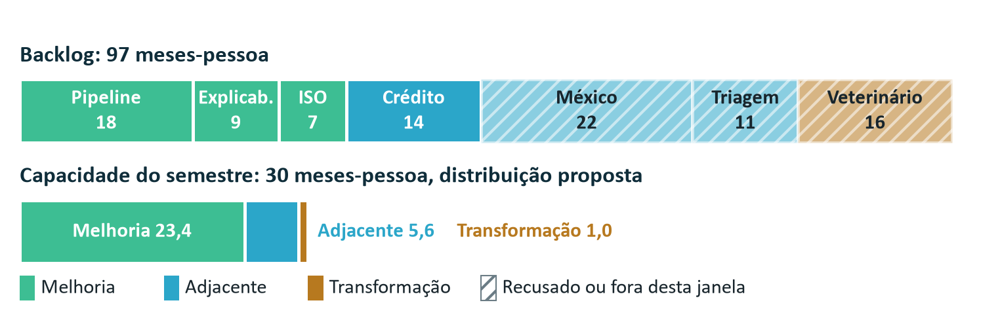 Backlog: 97 meses-pessoa
Pipeline Explicab. ISO Crédito México Triagem Veterinário
18 9 7 14 22 11 16
Capacidade do semestre: 30 meses-pessoa, distribuição proposta
Melhoria 23,4 Adjacente 5,6 Transformação 1,0
Melhoria Adjacente Transformação Recusado ou fora desta janela